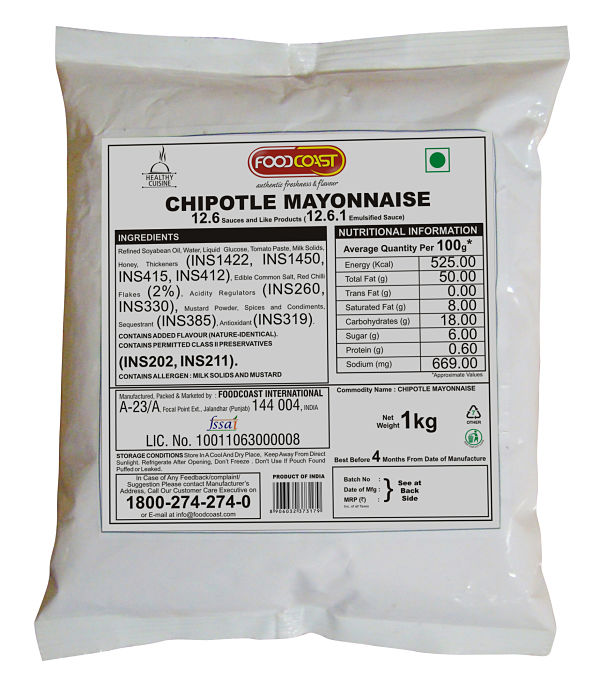 HEALTHY
CUISINE
FOODCOAST
authentic freshness & flavour
CHIPOTLE MAYONNAISE
12.6 Sauces and Like Products (12.6.1 Emulsified Sauce)
INGREDIENTS
Refined Soyabean Oil, Water, Liquid Glucose, Tomato Paste, Milk Solids,
Honey, Thickeners (INS1422, INS1450,
INS415, INS412), Edible Common Salt, Red Chilli
Flakes (2%), Acidity Regulators (INS260,
INS330), Mustard Powder, Spices and Condiments,
Sequestrant (INS385), Antioxidant (INS319).
CONTAINS ADDED FLAVOUR (NATURE-IDENTICAL).
CONTAINS PERMITTED CLASS II PRESERVATIVES
(INS202, INS211).
CONTAINS ALLERGEN : MILK SOLIDS AND MUSTARD
NUTRITIONAL INFORMATION
Average Quantity Per 100g*
Energy (Kcal) 525.00
Total Fat (g) 50.00
Trans Fat (g) 0.00
Saturated Fat (g) 8.00
Carbohydrates (g) 18.00
Sugar (g) 6.00
Protein (g) 0.60
Sodium (mg) 669.00
*Approximate Values
Manufactured, Packed & Marketed by : FOODCOAST INTERNATIONAL
A-23/A, Focal Point Ext., Jalandhar (Punjab) 144 004, INDIA
fssai
LIC. No. 10011063000008
Commodity Name : CHIPOTLE MAYONNAISE
Net
Weight 1kg
OTHER
Best Before 4 Months From Date of Manufacture
STORAGE CONDITIONS Store In A Cool And Dry Place, Keep Away From Direct
Sunlight. Refrigerate After Opening, Don't Freeze . Don't Use If Pouch Found
Puffed or Leaked.
In Case of Any Feedback/complaint/
Suggestion Please contact Manufacturer's
Address, Call Our Customer Care Executive on
1800-274-274-0
or E-mail at info@foodcoast.com
PRODUCT OF INDIA
8 906032 373179
Batch No :
Date of Mfg :
MRP (₹) :
Inc. of all Taxes
See at
Back
Side